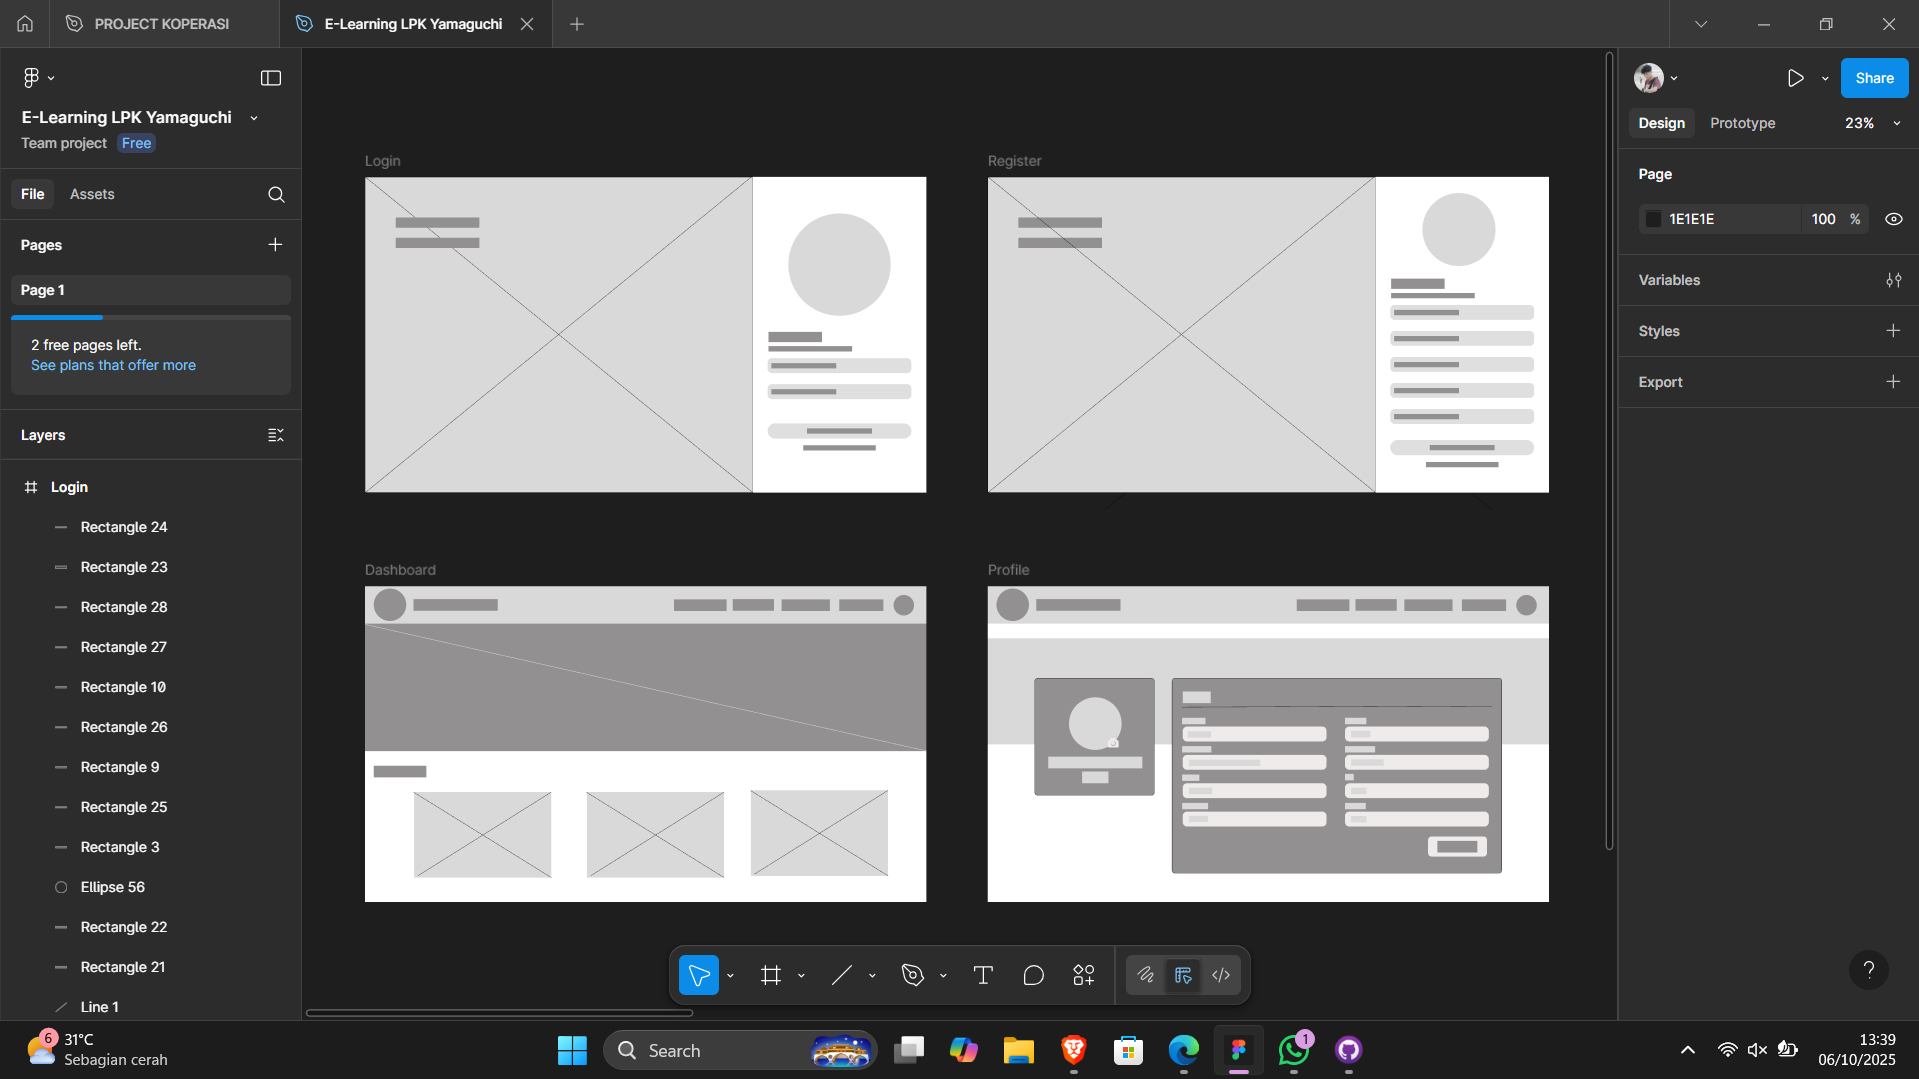 PROJECT KOPERASI
E-Learning LPK Yamaguchi
E-Learning LPK Yamaguchi
Team project Free
File Assets
Pages
Page 1
2 free pages left.
See plans that offer more
Layers
Login
Rectangle 24
Rectangle 23
Rectangle 28
Rectangle 27
Rectangle 10
Rectangle 26
Rectangle 9
Rectangle 25
Rectangle 3
Ellipse 56
Rectangle 22
Rectangle 21
Line 1
Login
Register
Dashboard
Profile
Share
Design Prototype 23%
Page
1E1E1E 100 %
Variables
Styles
Export
?
6
31°C
Sebagian cerah
Search
1
13:39
06/10/2025